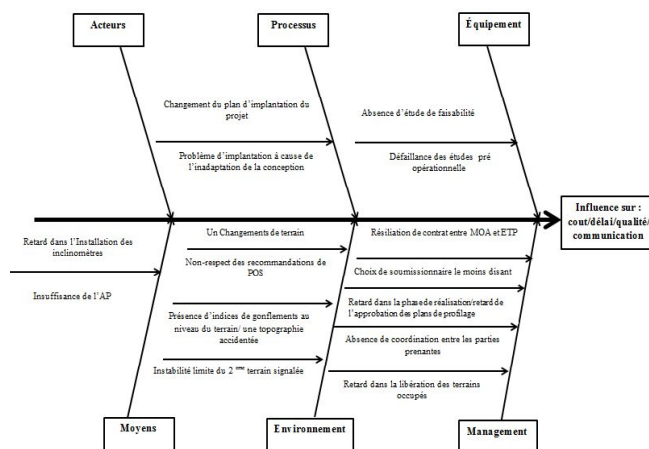 Acteurs
Processus
Équipement
Changement du plan d'implantation du
projet
Problème d'implantation à cause de
l'inadaptation de la conception
Absence d'étude de faisabilité
Défaillance des études pré
opérationnelle
Influence sur :
cout/délai/qualité/
communication
Retard dans l'Installation des
inclinomètres
Insuffisance de l'AP
Un Changements de terrain
Non-respect des recommandations de
POS
Présence d'indices de gonflements au
niveau du terrain/ une topographie
accidentée
Instabilité limite du 2 ème terrain signalée
Résiliation de contrat entre MOA et ETP
Choix de soumissionnaire le moins disant
Retard dans la phase de réalisation/retard de
l'approbation des plans de profilage
Absence de coordination entre les parties
prenantes
Retard dans la libération des terrains
occupés
Moyens
Environnement
Management